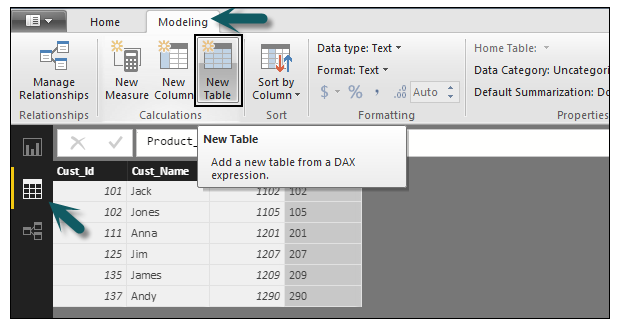 Home Modeling
Manage Relationships
New Measure
New Column
New Table
Sort by Column
Data type: Text
Format: Text
$ % , .00 Auto
Home Table:
Data Category: Uncategori
Default Summarization: Do
Relationships Calculations Sort Formatting Properties
Product_
New Table
Add a new table from a DAX
expression.
Cust_Id Cust_Name
101 Jack 1102 102
102 Jones 1105 105
111 Anna 1201 201
125 Jim 1207 207
135 James 1209 209
137 Andy 1290 290